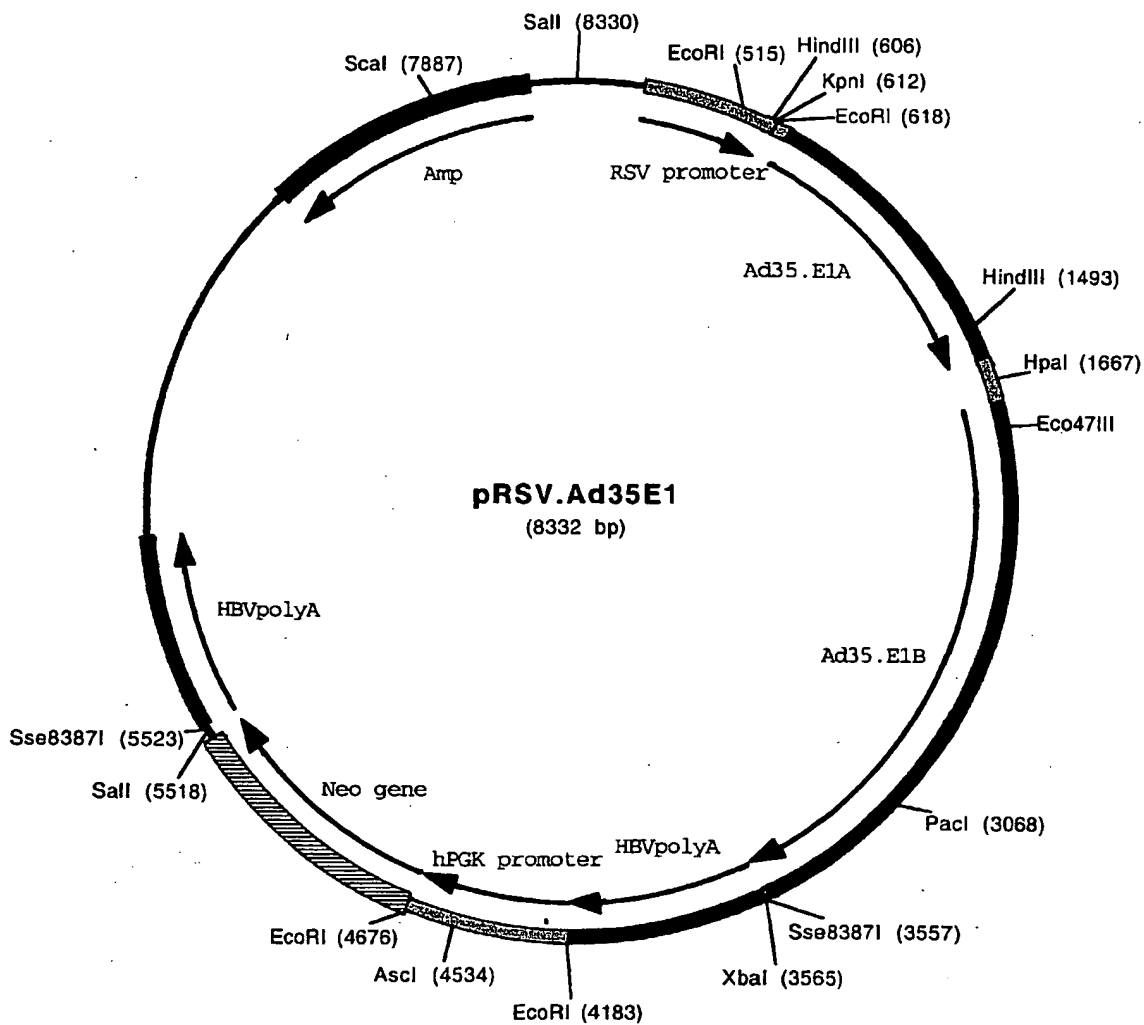 SalI (8330)
EcoRI (515)
HindIII (606)
KpnI (612)
EcoRI (618)
ScaI (7887)
Amp
RSV promoter
Ad35.E1A
HindIII (1493)
HpaI (1667)
Eco47III
pRSV.Ad35E1
(8332 bp)
HBVpolyA
Ad35.E1B
Sse8387I (5523)
SalI (5518)
Neo gene
PacI (3068)
hPGK promoter
HBVpolyA
EcoRI (4676)
AscI (4534)
EcoRI (4183)
Sse8387I (3557)
XbaI (3565)